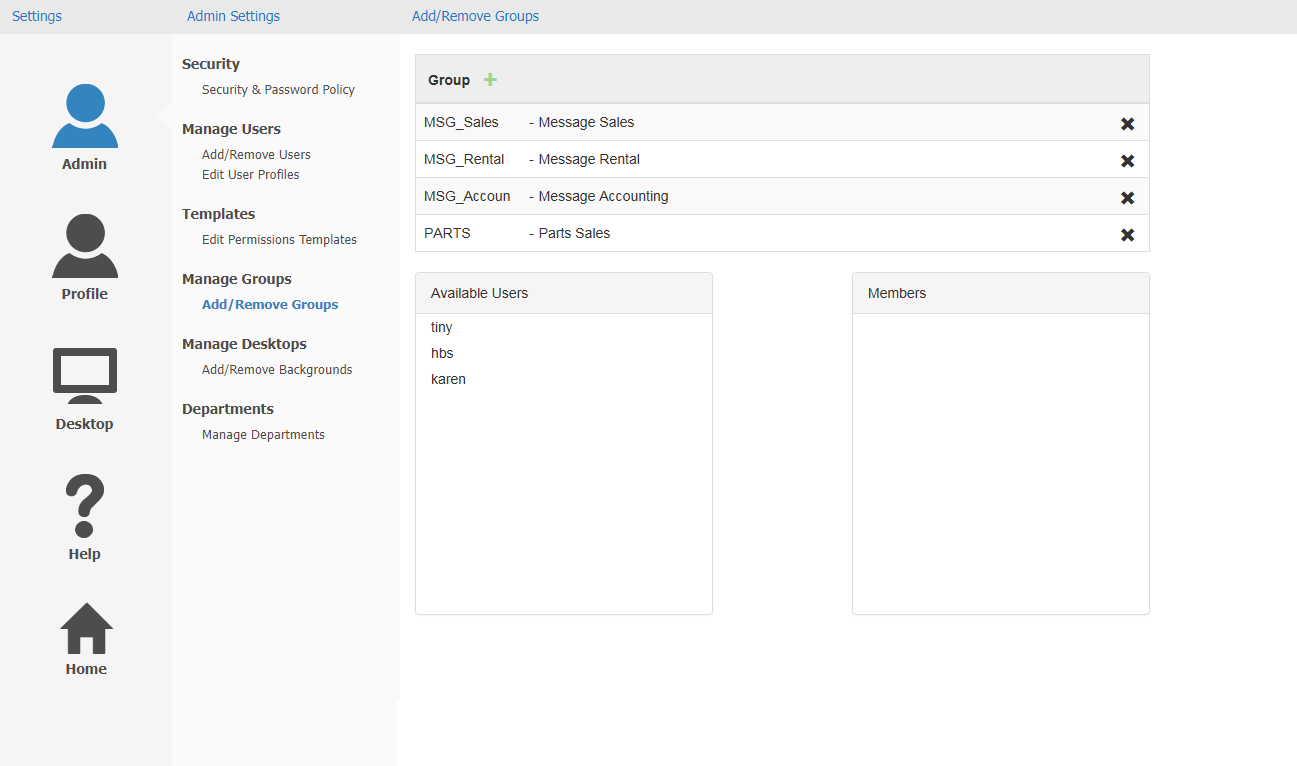 Settings
Admin Settings
Add/Remove Groups
Admin
Profile
Desktop
Help
Home
Security
Security & Password Policy
Manage Users
Add/Remove Users
Edit User Profiles
Templates
Edit Permissions Templates
Manage Groups
Add/Remove Groups
Manage Desktops
Add/Remove Backgrounds
Departments
Manage Departments
Group
MSG_Sales - Message Sales
MSG_Rental - Message Rental
MSG_Accoun - Message Accounting
PARTS - Parts Sales
Available Users
tiny
hbs
karen
Members